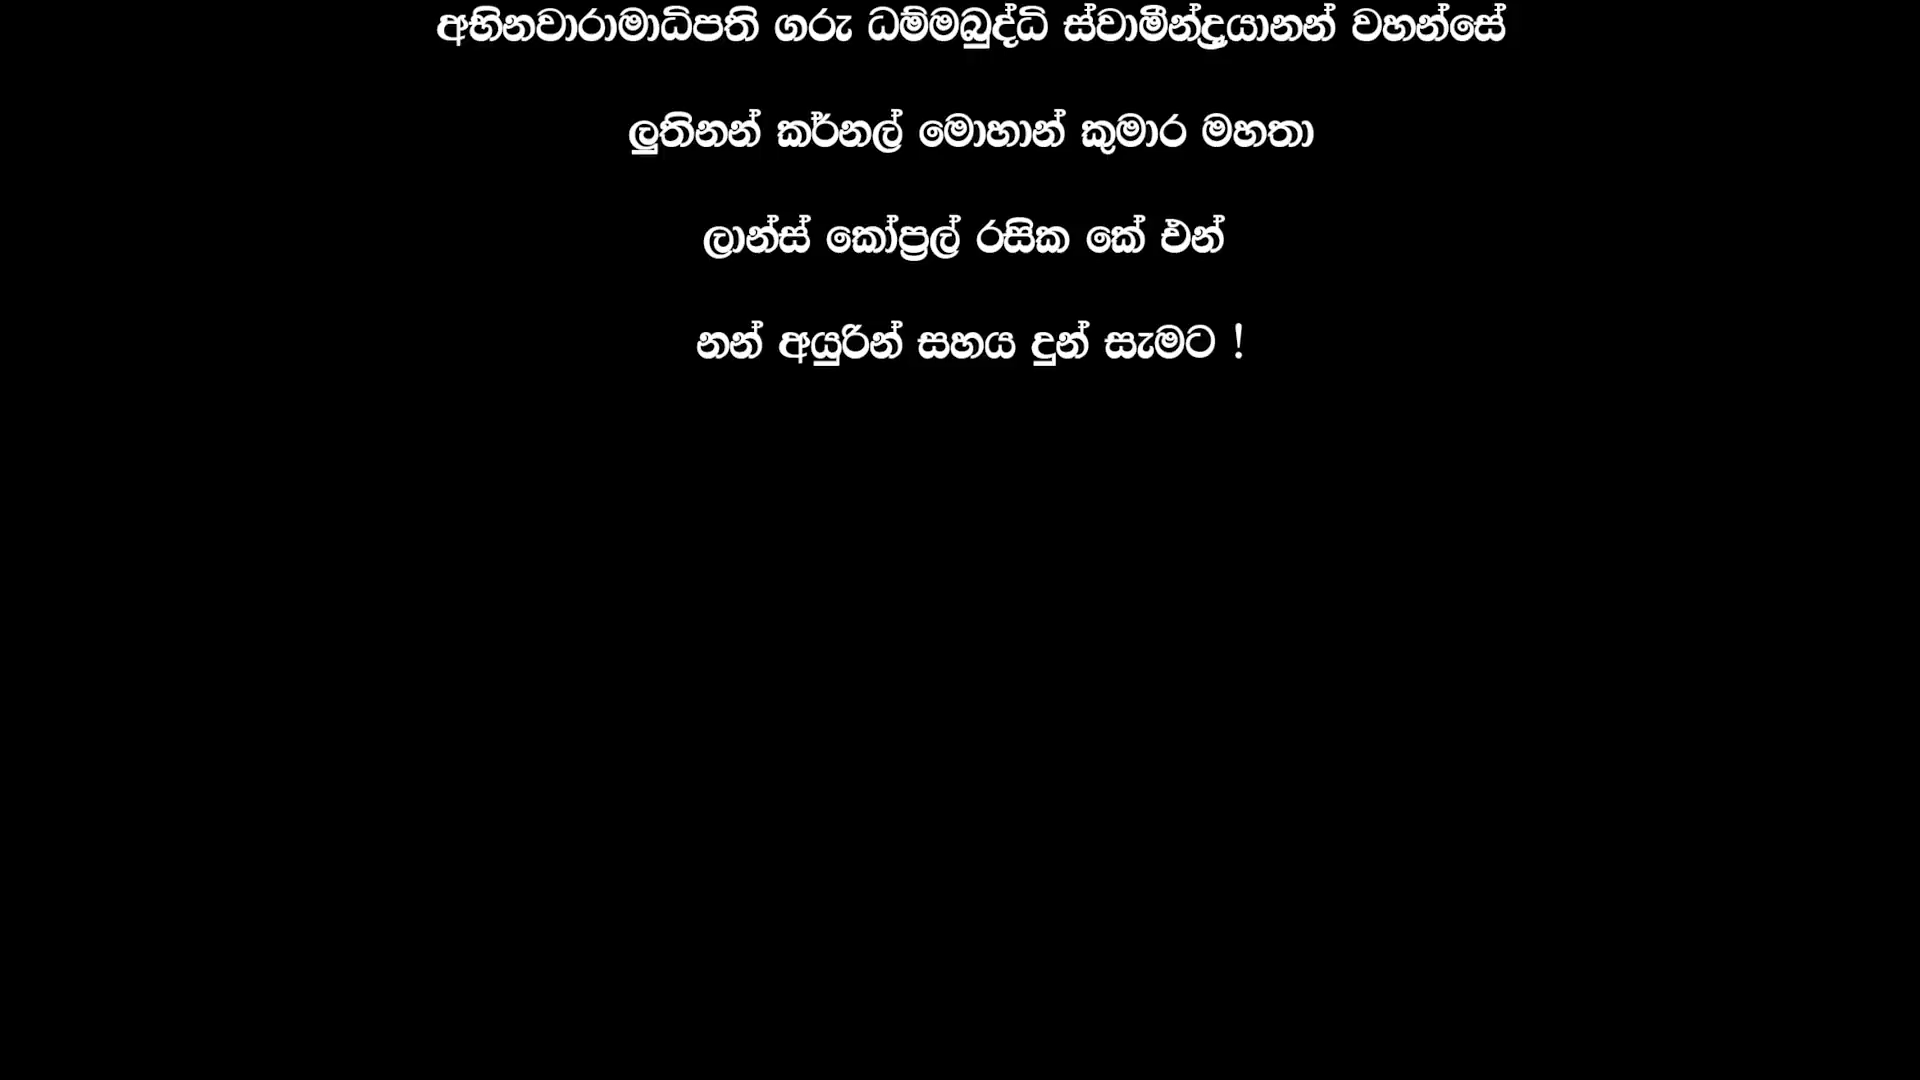 අභිනවාරාමාධිපති ගරු ධම්මබුද්ධි ස්වාමීන්ද්‍රයානන් වහන්සේ
ලුතිනන් කර්නල් මොහාන් කුමාර මහතා
ලාන්ස් කෝප්‍රල් රසික කේ එන්
නන් අයුරින් සහය දුන් සැමට !